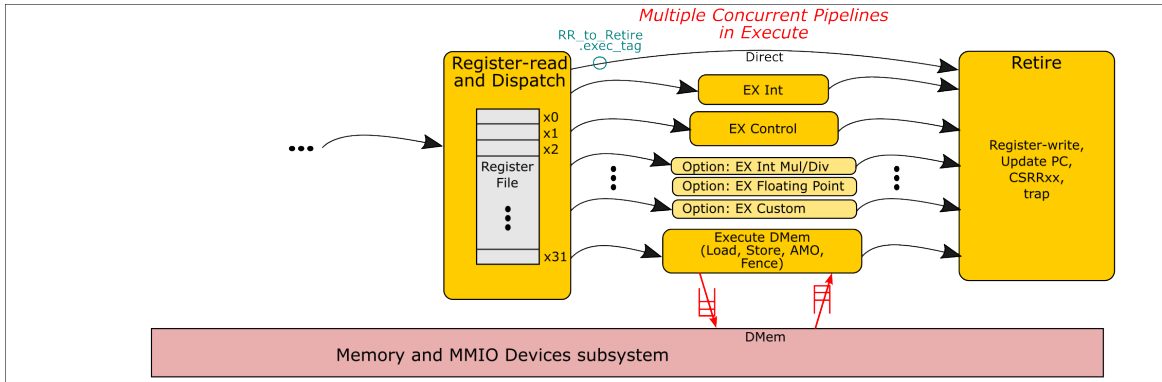 Multiple Concurrent Pipelines
in Execute
RR_to_Retire
.exec_tag
Direct
Register-read
and Dispatch
x0
x1
x2
Register
File
x31
EX Int
EX Control
Option: EX Int Mul/Div
Option: EX Floating Point
Option: EX Custom
Execute DMem
(Load, Store, AMO,
Fence)
Retire
Register-write,
Update PC,
CSRRxx,
trap
DMem
Memory and MMIO Devices subsystem